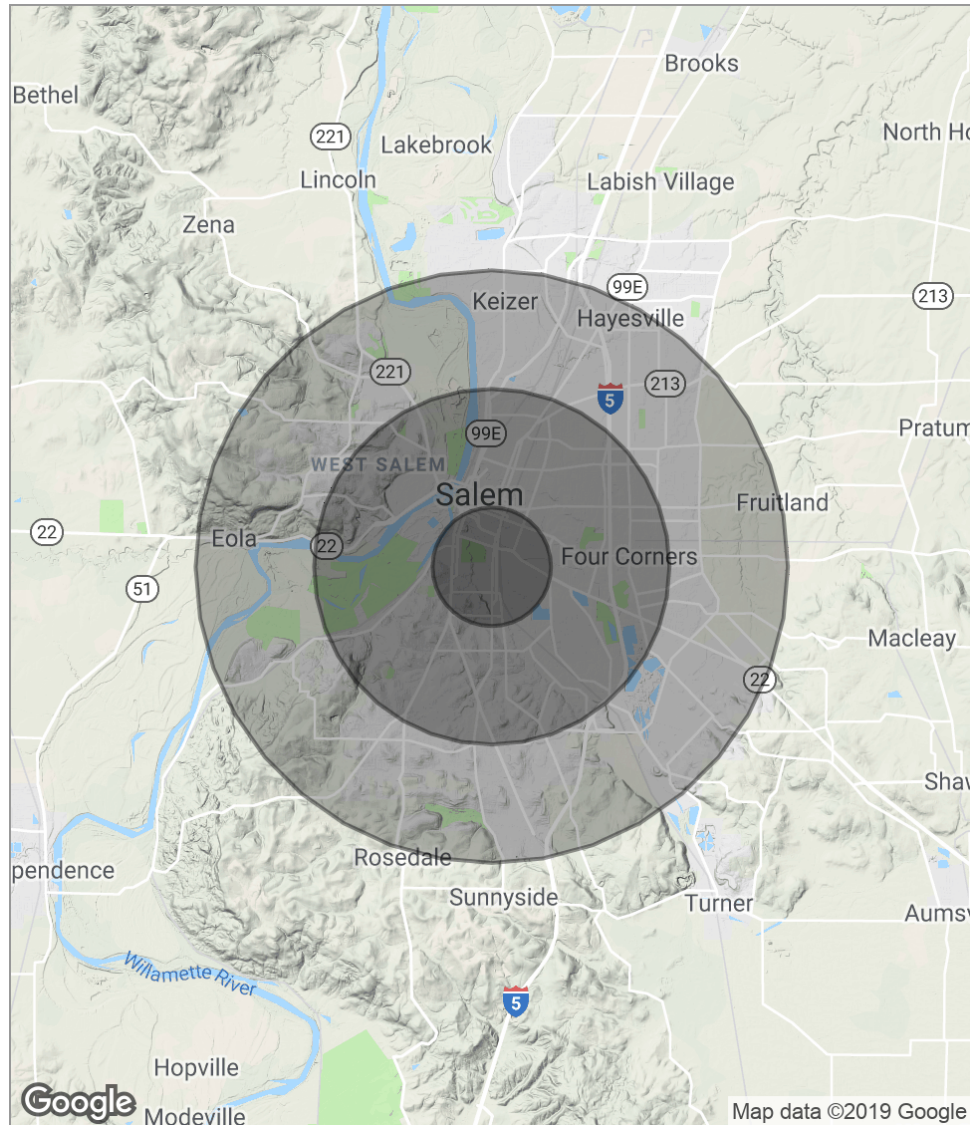 Brooks
Bethel
North Ho
221
Lakebrook
Lincoln
Labish Village
Zena
99E
213
Keizer
Hayesville
221
213
5
Pratum
99E
WEST SALEM
Salem
Fruitland
22
Eola
22
Four Corners
51
Macleay
22
Shaw
Rosedale
pendence
Sunnyside
Turner
Aumsv
Willamette River
5
Hopville
Google
Modeville
Map data ©2019 Google